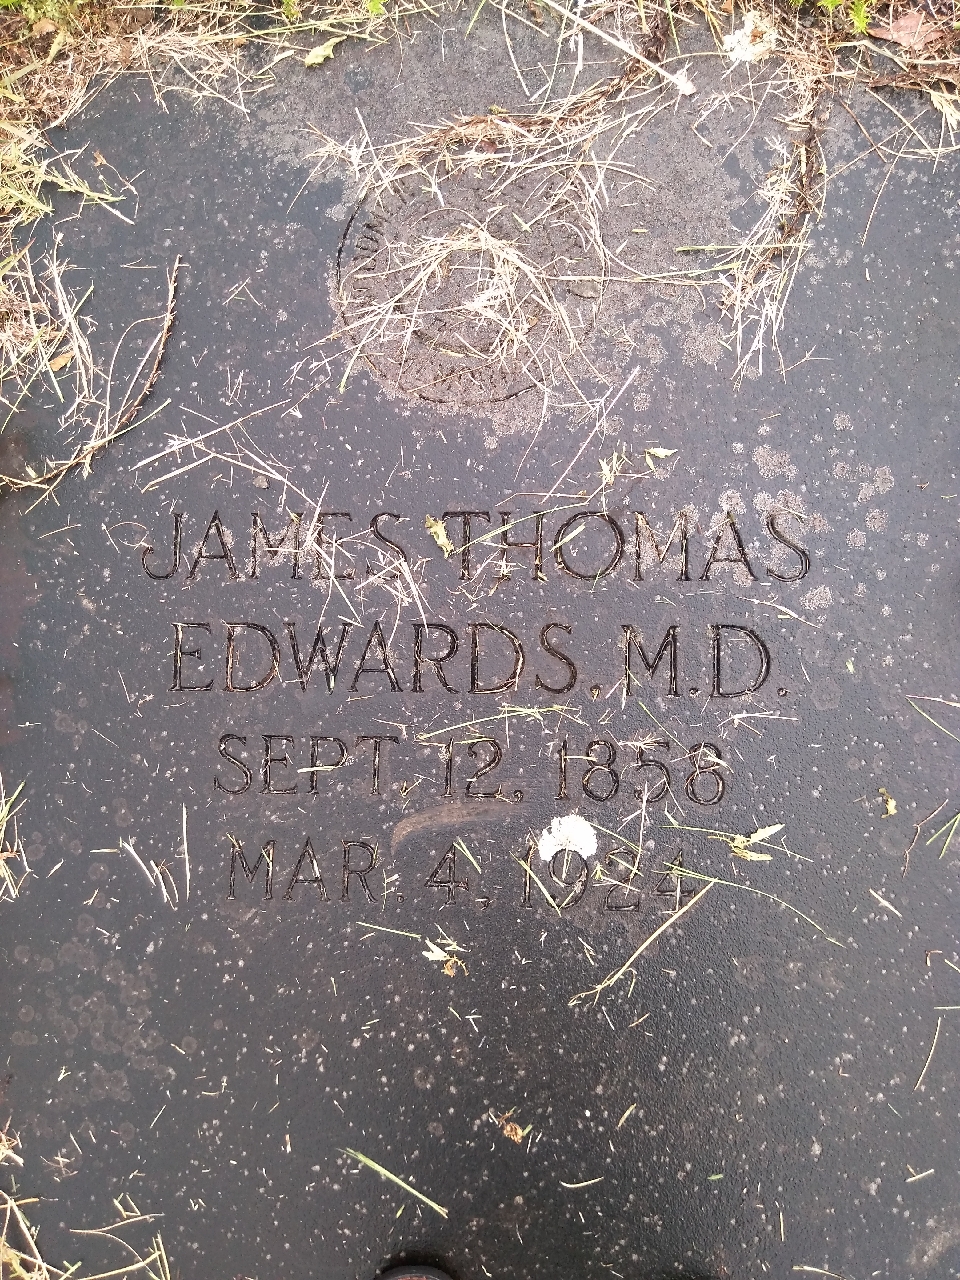 JAMES THOMAS
EDWARDS, M.D.
SEPT. 12, 1858
MAR. 4, 1924